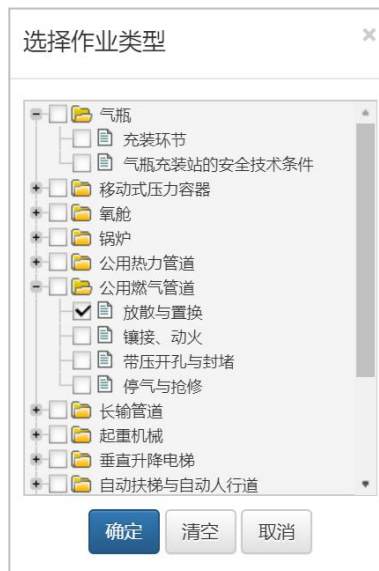 选择作业类型
×
气瓶
充装环节
气瓶充装站的安全技术条件
移动式压力容器
氧舱
锅炉
公用热力管道
公用燃气管道
放散与置换
镶接、动火
带压开孔与封堵
停气与抢修
长输管道
起重机械
垂直升降电梯
自动扶梯与自动人行道
确定 清空 取消